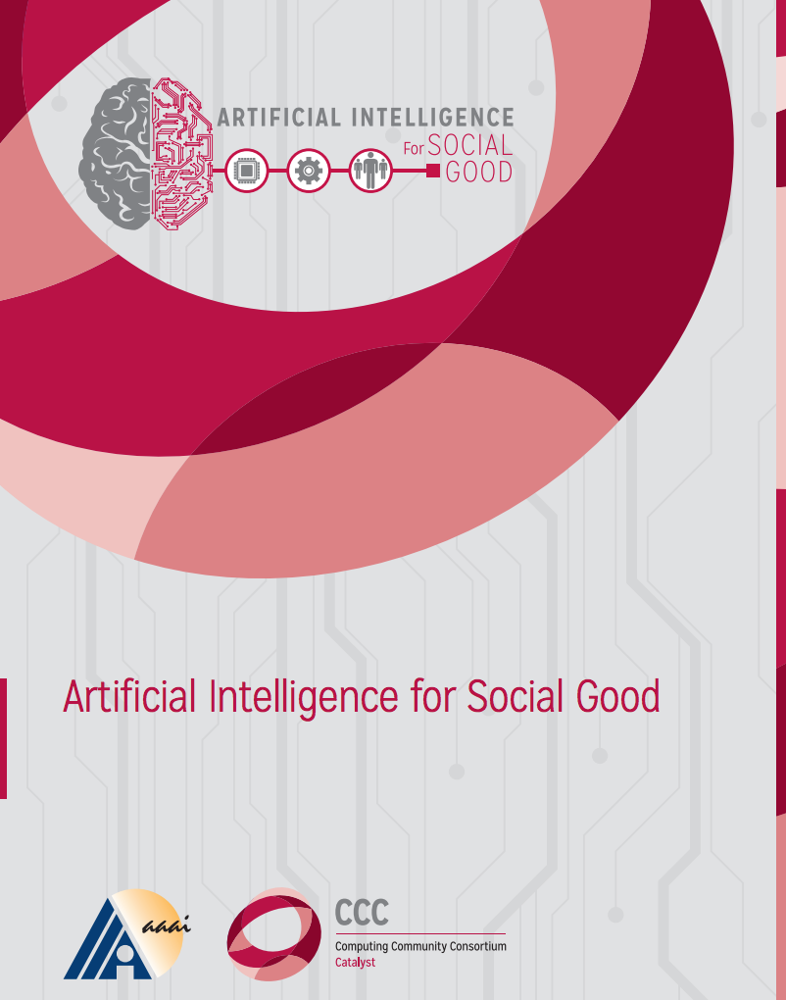 ARTIFICIAL INTELLIGENCE
For SOCIAL
GOOD
Artificial Intelligence for Social Good
aaai
CCC
Computing Community Consortium
Catalyst